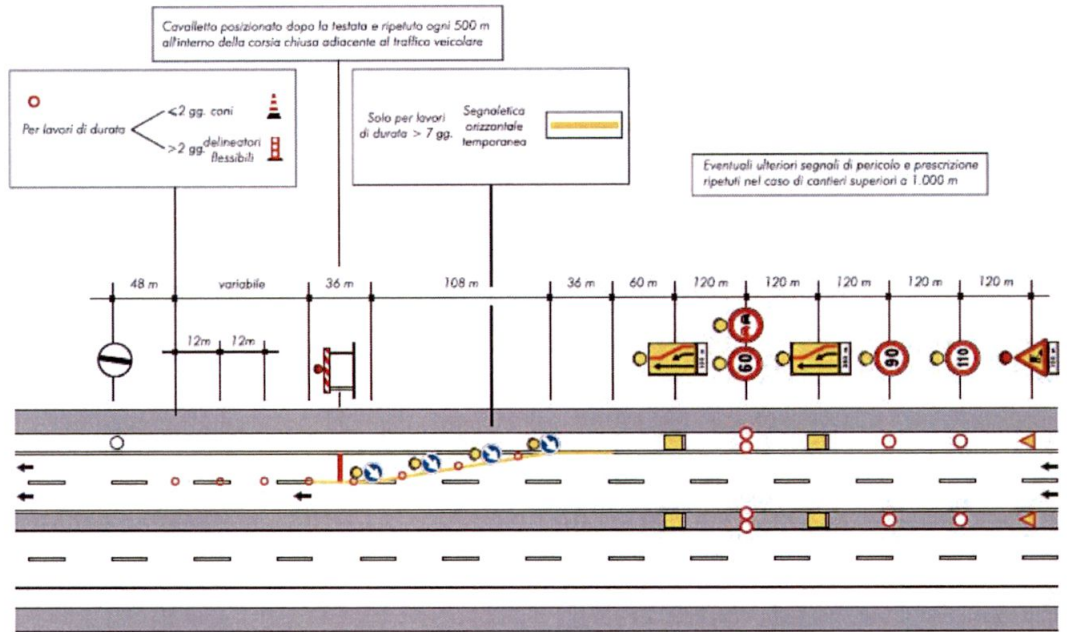 Cavalletto posizionato dopo la testata e ripetuto ogni 500 m
all'interno della corsia chiusa adiacente al traffico veicolare
Per lavori di durata
≤2 gg. coni
>2 gg. delineatori
flessibili
Solo per lavori
di durata > 7 gg.
Segnaletica
orizzontale
temporanea
Eventuali ulteriori segnali di pericolo e prescrizione
ripetuti nel caso di cantieri superiori a 1.000 m
48 m variabile 36 m 108 m 36 m 60 m 120 m 120 m 120 m 120 m 120 m
12m 12m
60
90
110